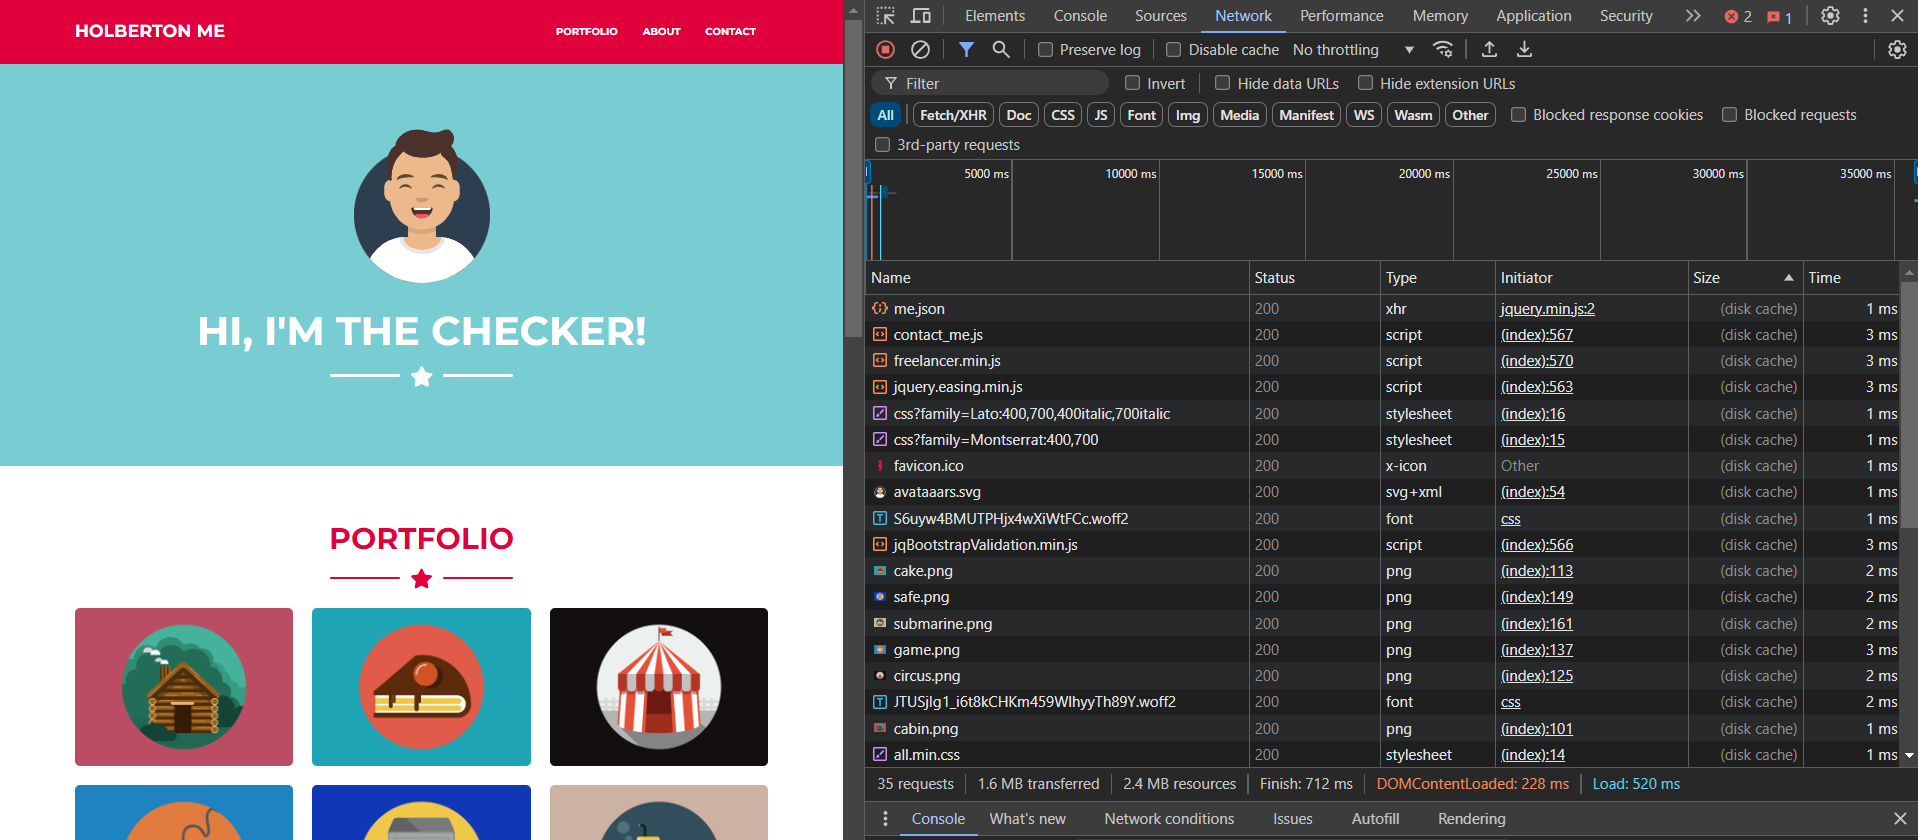 HOLBERTON ME
PORTFOLIO ABOUT CONTACT
HI, I'M THE CHECKER!
PORTFOLIO
Elements Console Sources Network Performance Memory Application Security 2 1
Preserve log Disable cache No throttling
Filter Invert Hide data URLs Hide extension URLs
All Fetch/XHR Doc CSS JS Font Img Media Manifest WS Wasm Other Blocked response cookies Blocked requests
3rd-party requests
5000 ms 10000 ms 15000 ms 20000 ms 25000 ms 30000 ms 35000 ms
Name Status Type Initiator Size Time
me.json 200 xhr jquery.min.js:2 (disk cache) 1 ms
contact_me.js 200 script (index):567 (disk cache) 3 ms
freelancer.min.js 200 script (index):570 (disk cache) 3 ms
jquery.easing.min.js 200 script (index):563 (disk cache) 3 ms
css?family=Lato:400,700,400italic,700italic 200 stylesheet (index):16 (disk cache) 1 ms
css?family=Montserrat:400,700 200 stylesheet (index):15 (disk cache) 1 ms
favicon.ico 200 x-icon Other (disk cache) 1 ms
avataaars.svg 200 svg+xml (index):54 (disk cache) 1 ms
S6uyw4BMUTPHjx4wXiWtFCc.woff2 200 font css (disk cache) 1 ms
jqBootstrapValidation.min.js 200 script (index):566 (disk cache) 3 ms
cake.png 200 png (index):113 (disk cache) 2 ms
safe.png 200 png (index):149 (disk cache) 2 ms
submarine.png 200 png (index):161 (disk cache) 2 ms
game.png 200 png (index):137 (disk cache) 3 ms
circus.png 200 png (index):125 (disk cache) 2 ms
JTUSjIg1_i6t8kCHKm459WlhyyTh89Y.woff2 200 font css (disk cache) 2 ms
cabin.png 200 png (index):101 (disk cache) 1 ms
all.min.css 200 stylesheet (index):14 (disk cache) 1 ms
35 requests 1.6 MB transferred 2.4 MB resources Finish: 712 ms DOMContentLoaded: 228 ms Load: 520 ms
Console What's new Network conditions Issues Autofill Rendering